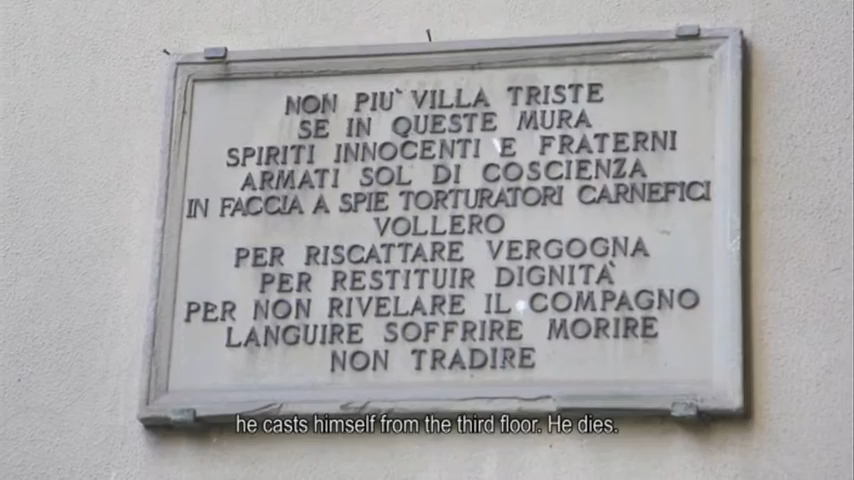 NON PIU' VILLA TRISTE
SE IN QUESTE MURA
SPIRITI INNOCENTI E FRATERNI
ARMATI SOL DI COSCIENZA
IN FACCIA A SPIE TORTURATORI CARNEFICI
VOLLERO
PER RISCATTARE VERGOGNA
PER RESTITUIR DIGNITA'
PER NON RIVELARE IL COMPAGNO
LANGUIRE SOFFRIRE MORIRE
NON TRADIRE
he casts himself from the third floor. He dies.